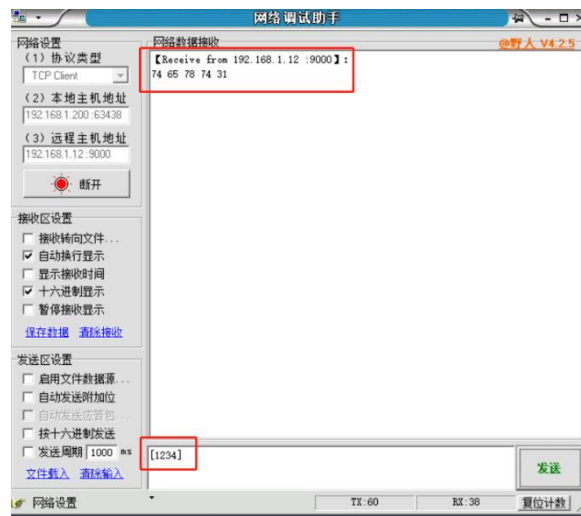 网络调试助手
网络设置
(1) 协议类型
TCP Client
(2) 本地主机地址
192.168.1.200 :63438
(3) 远程主机地址
192.168.1.12 :9000
断开
接收区设置
接收转向文件...
自动换行显示
显示接收时间
十六进制显示
暂停接收显示
保存数据 清除接收
发送区设置
启用文件数据源...
自动发送附加位
自动发送应答包...
按十六进制发送
发送周期 1000 ms
文件载入 清除输入
网络数据接收
@野人 V4.2.5
【Receive from 192.168.1.12 :9000】:
74 65 78 74 31
[1234]
发送
网络设置
TX:60
RX:38
复位计数